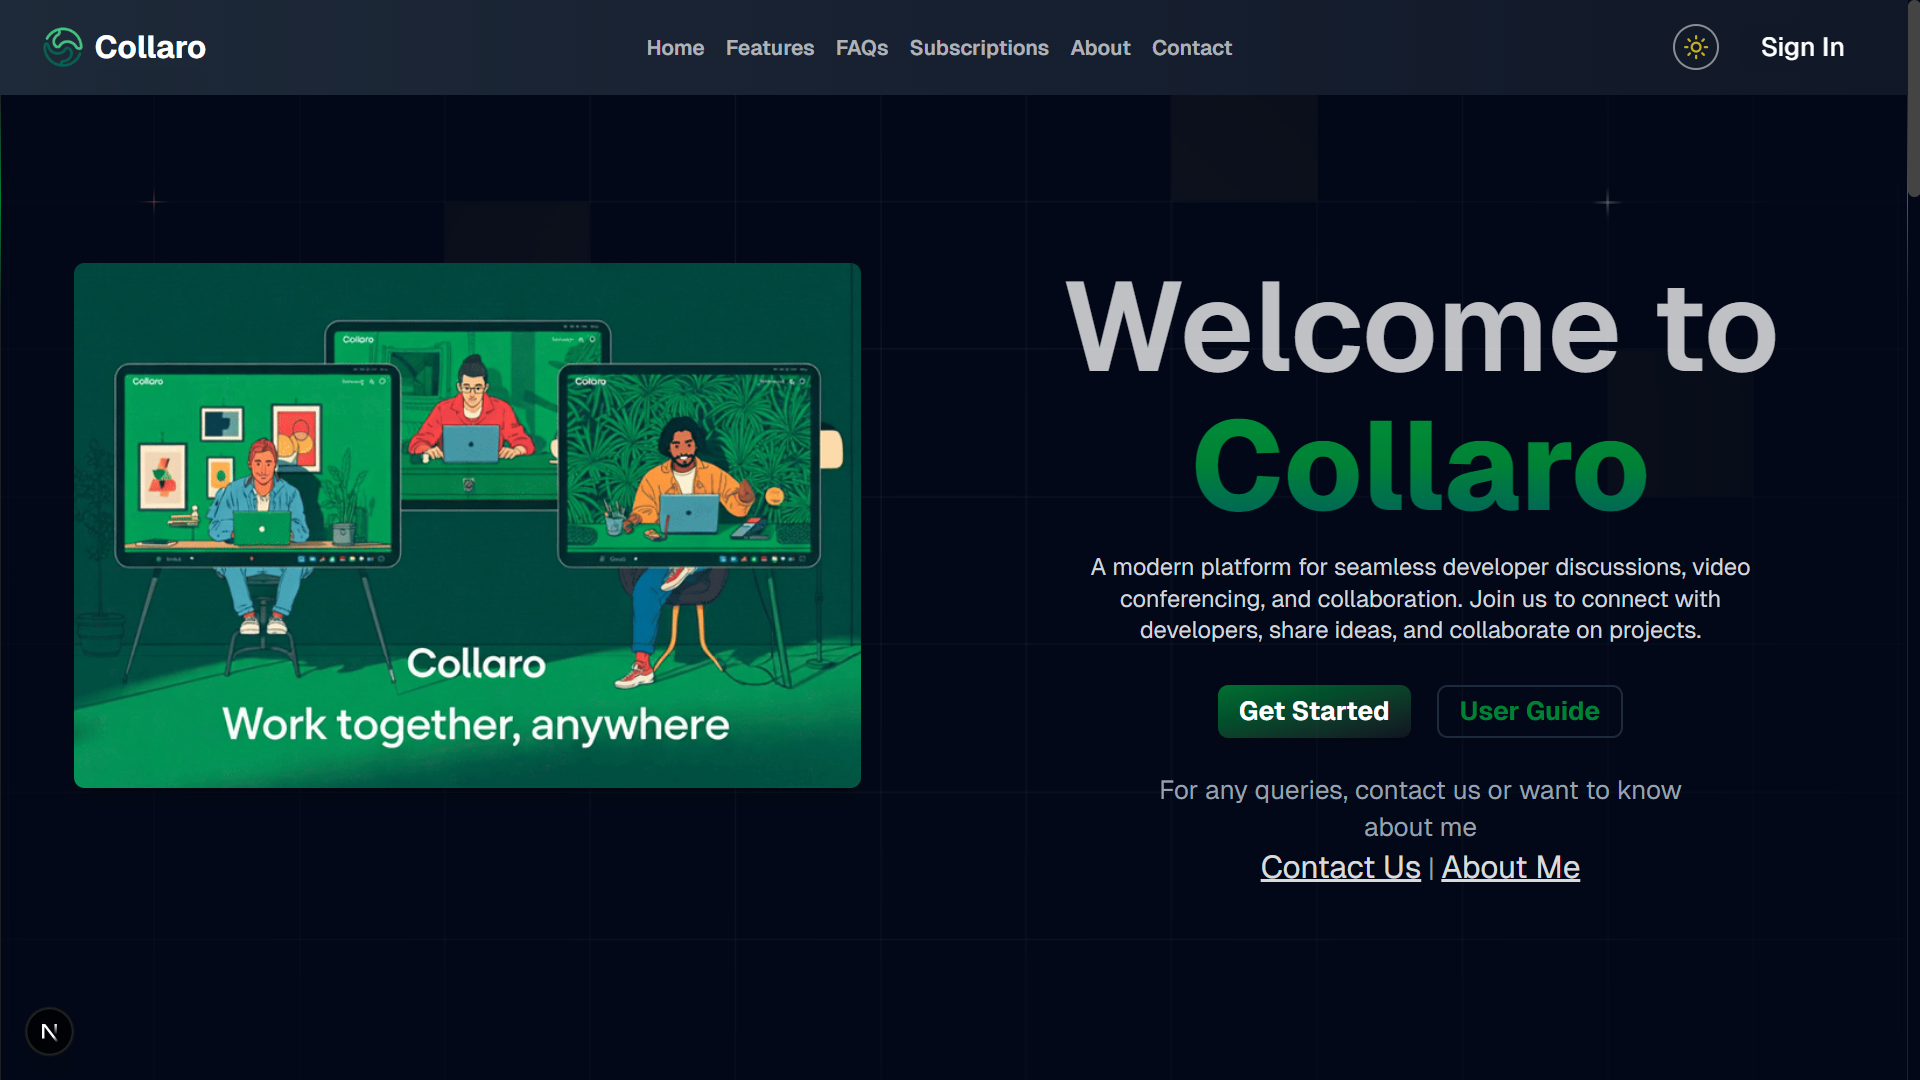 Collaro
Home Features FAQs Subscriptions About Contact
Sign In
Collaro
Collaro
Collaro
Collaro
Work together, anywhere
Welcome to
Collaro
A modern platform for seamless developer discussions, video
conferencing, and collaboration. Join us to connect with
developers, share ideas, and collaborate on projects.
Get Started
User Guide
For any queries, contact us or want to know
about me
Contact Us | About Me
N